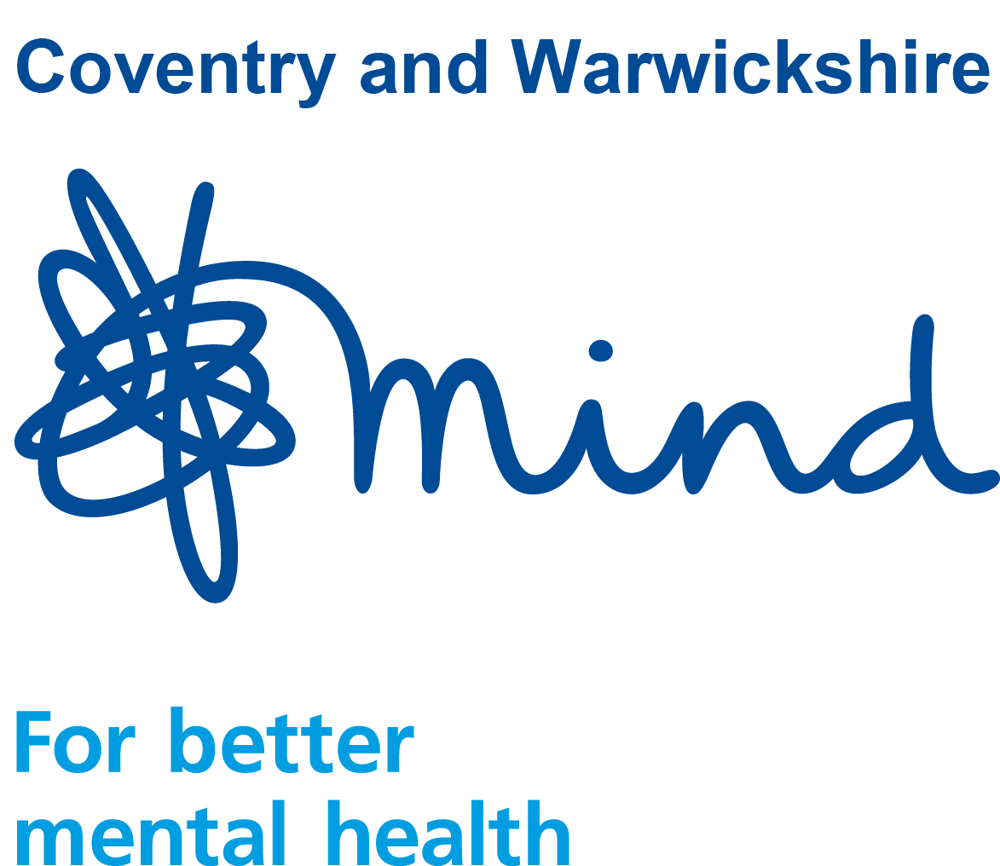 Coventry and Warwickshire
mind
For better
mental health